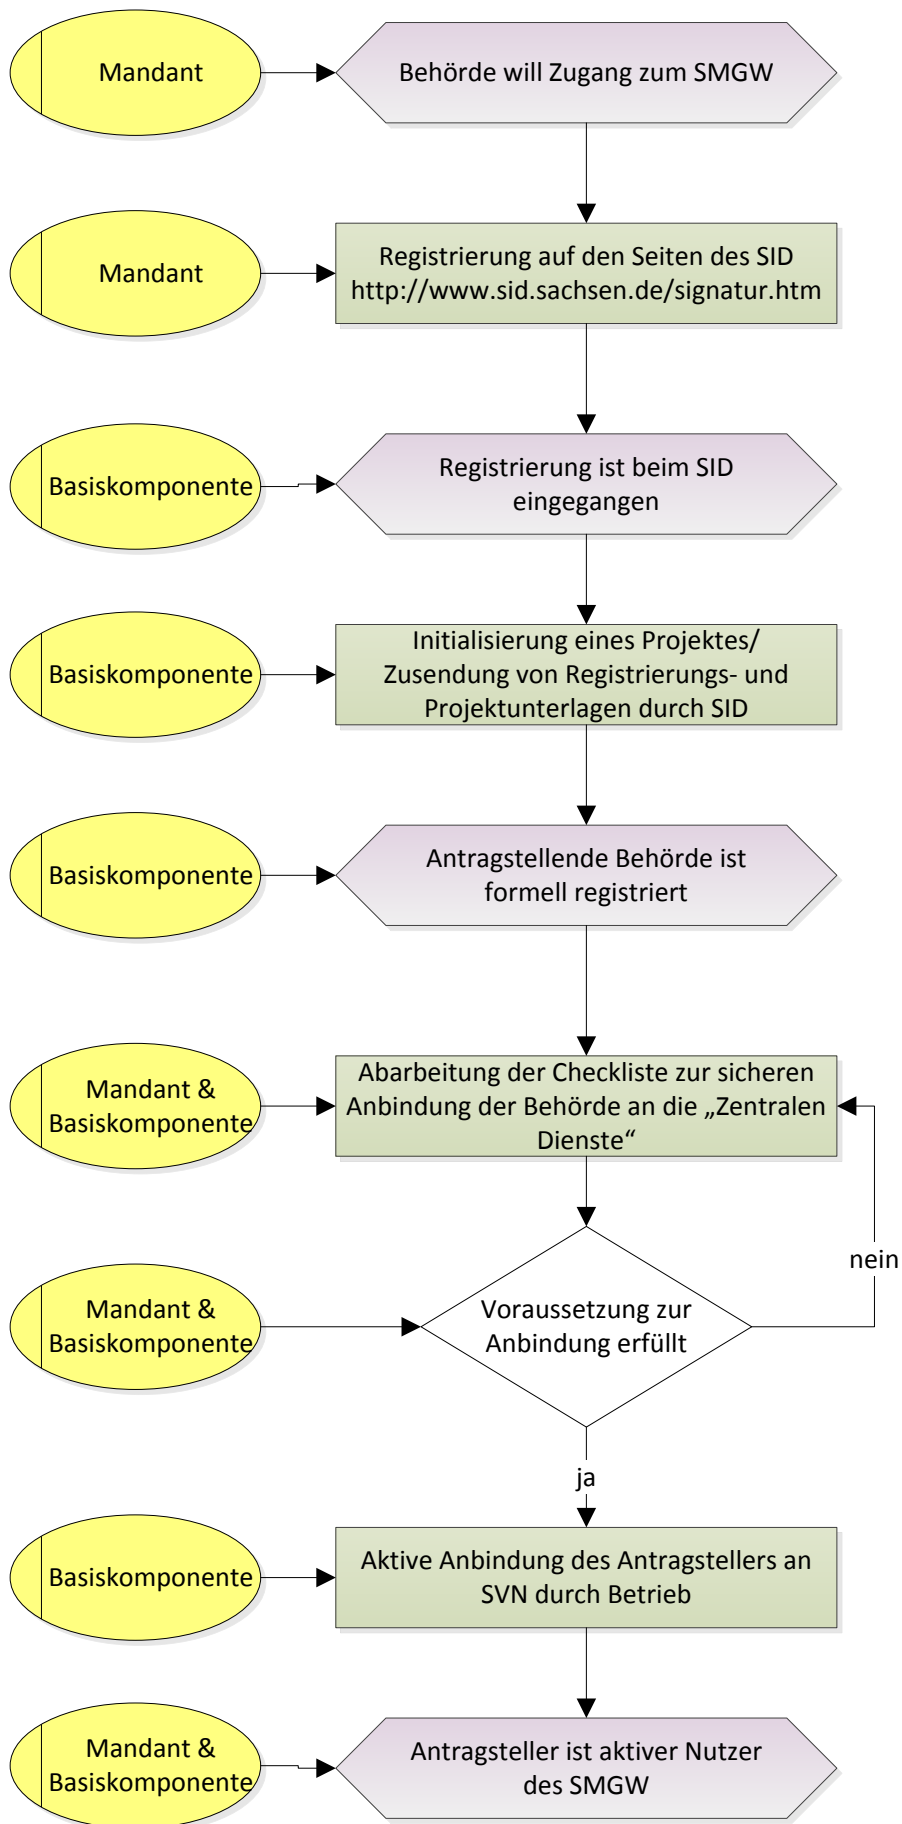 Mandant
Behörde will Zugang zum SMGW
Mandant
Registrierung auf den Seiten des SID
http://www.sid.sachsen.de/signatur.htm
Basiskomponente
Registrierung ist beim SID
eingegangen
Basiskomponente
Initialisierung eines Projektes/
Zusendung von Registrierungs- und
Projektunterlagen durch SID
Basiskomponente
Antragstellende Behörde ist
formell registriert
Mandant &
Basiskomponente
Abarbeitung der Checkliste zur sicheren
Anbindung der Behörde an die „Zentralen
Dienste“
nein
Mandant &
Basiskomponente
Voraussetzung zur
Anbindung erfüllt
ja
Basiskomponente
Aktive Anbindung des Antragstellers an
SVN durch Betrieb
Mandant &
Basiskomponente
Antragsteller ist aktiver Nutzer
des SMGW